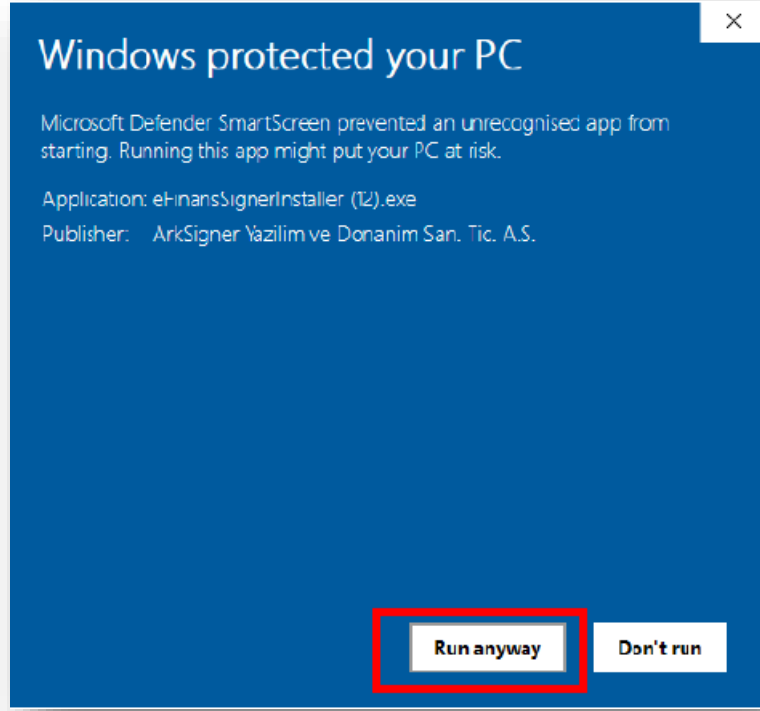 Windows protected your PC
Microsoft Defender SmartScreen prevented an unrecognised app from
starting. Running this app might put your PC at risk.
Application: eFinansSignerInstaller (12).exe
Publisher: ArkSigner Yazilim ve Donanim San. Tic. A.S.
Run anyway
Don't run